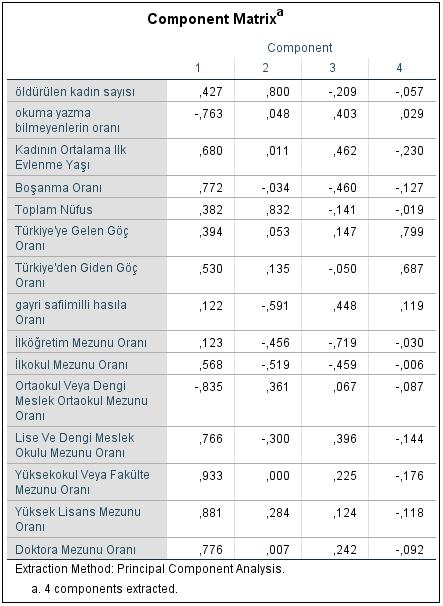 Component Matrixa
Component
1 2 3 4
öldürülen kadın sayısı ,427 ,800 -,209 -,057
okuma yazma
bilmeyenlerin oranı -,763 ,048 ,403 ,029
Kadının Ortalama Ilk
Evlenme Yaşı ,680 ,011 ,462 -,230
Boşanma Oranı ,772 -,034 -,460 -,127
Toplam Nüfus ,382 ,832 -,141 -,019
Türkiye'ye Gelen Göç
Oranı ,394 ,053 ,147 ,799
Türkiye'den Giden Göç
Oranı ,530 ,135 -,050 ,687
gayri safiimilli hasıla
Oranı ,122 -,591 ,448 ,119
İlköğretim Mezunu Oranı ,123 -,456 -,719 -,030
İlkokul Mezunu Oranı ,568 -,519 -,459 -,006
Ortaokul Veya Dengi
Meslek Ortaokul Mezunu
Oranı -,835 ,361 ,067 -,087
Lise Ve Dengi Meslek
Okulu Mezunu Oranı ,766 -,300 ,396 -,144
Yüksekokul Veya Fakülte
Mezunu Oranı ,933 ,000 ,225 -,176
Yüksek Lisans Mezunu
Oranı ,881 ,284 ,124 -,118
Doktora Mezunu Oranı ,776 ,007 ,242 -,092
Extraction Method: Principal Component Analysis.
a. 4 components extracted.